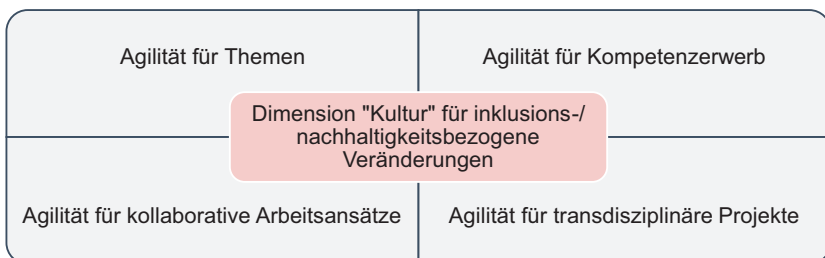 Agilität für Themen
Agilität für Kompetenzerwerb
Dimension "Kultur" für inklusions-/
nachhaltigkeitsbezogene
Veränderungen
Agilität für kollaborative Arbeitsansätze
Agilität für transdisziplinäre Projekte